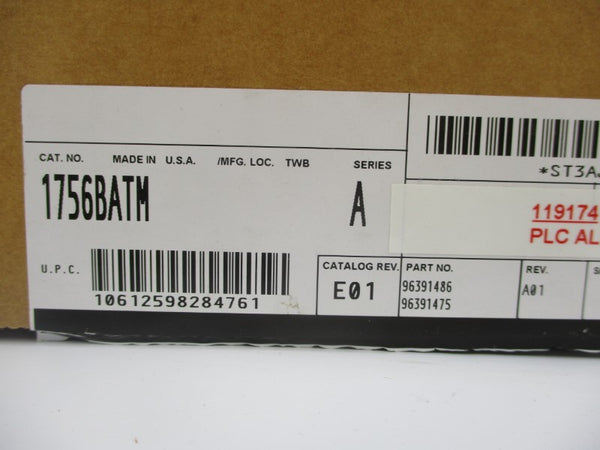 CAT. NO. MADE IN U.S.A. /MFG. LOC. TWB SERIES
1756BATM A
*ST3A
119174
PLC AL
U.P.C.
10612598284761
CATALOG REV. PART NO. REV.
E01 96391486 A01
96391475